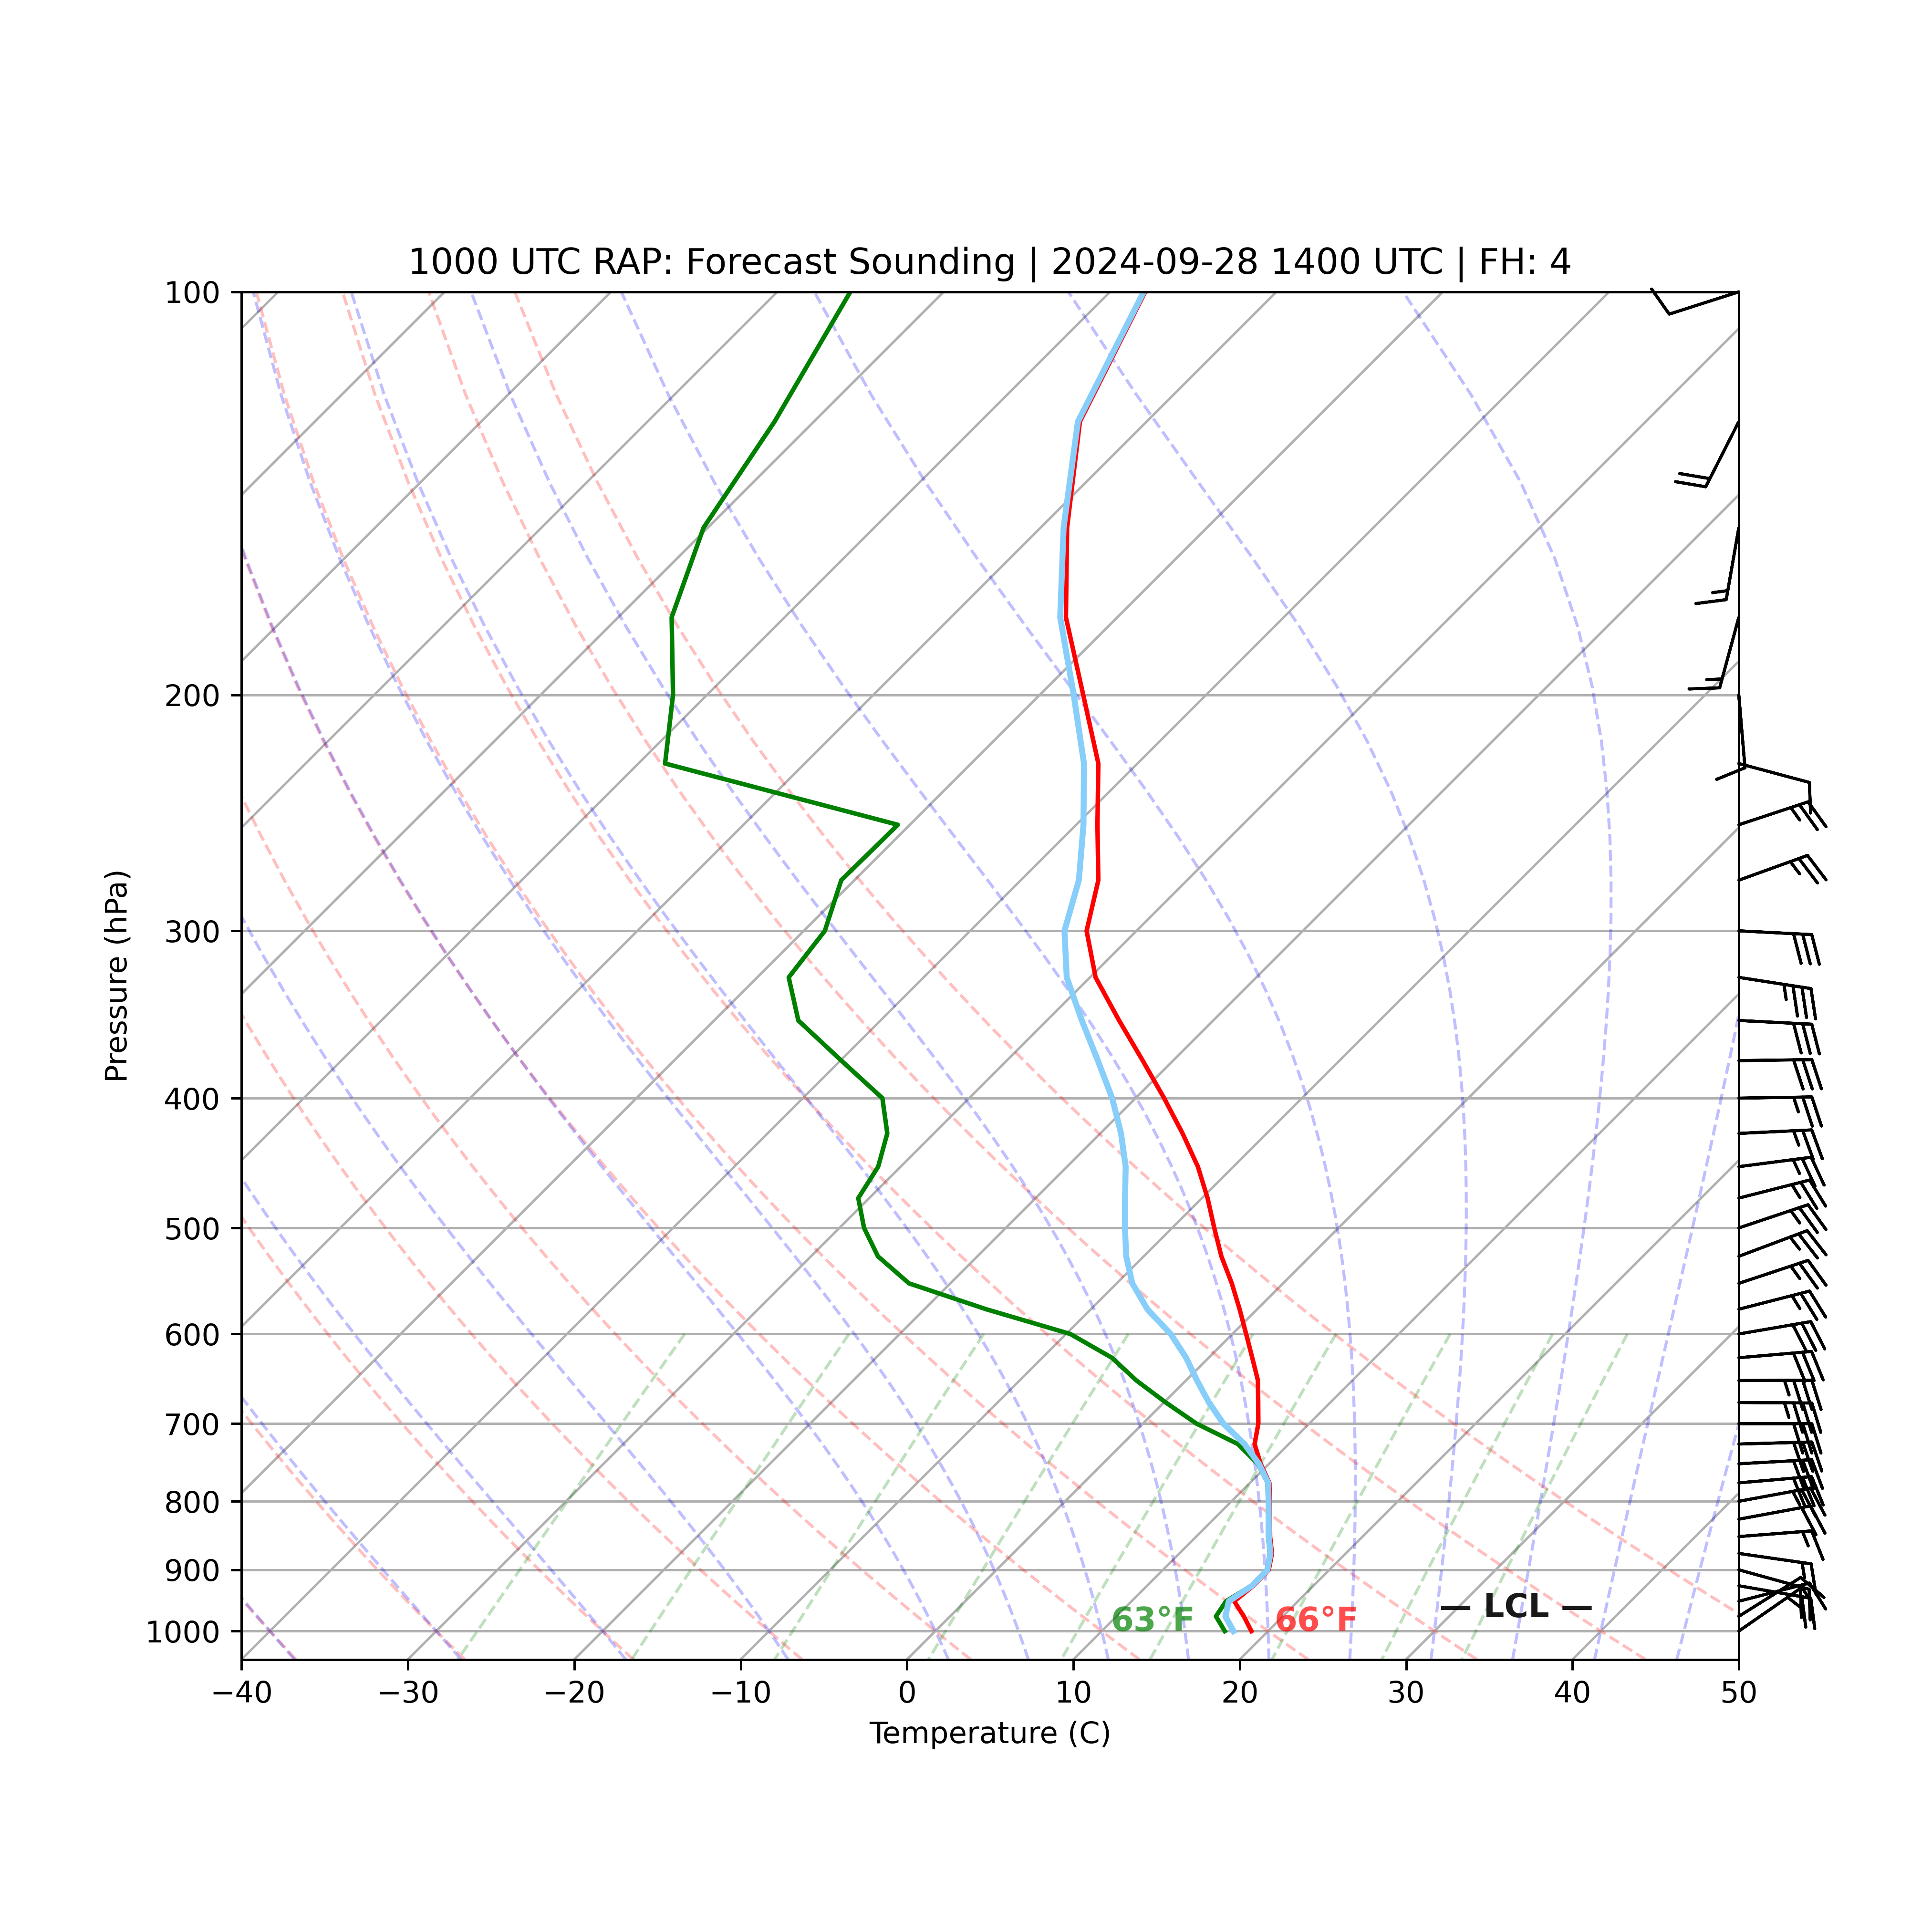 1000 UTC RAP: Forecast Sounding | 2024-09-28 1400 UTC | FH: 4
100
200
300
400
500
600
700
800
900
1000
Pressure (hPa)
63°F
66°F
— LCL —
−40 −30 −20 −10 0 10 20 30 40 50
Temperature (C)